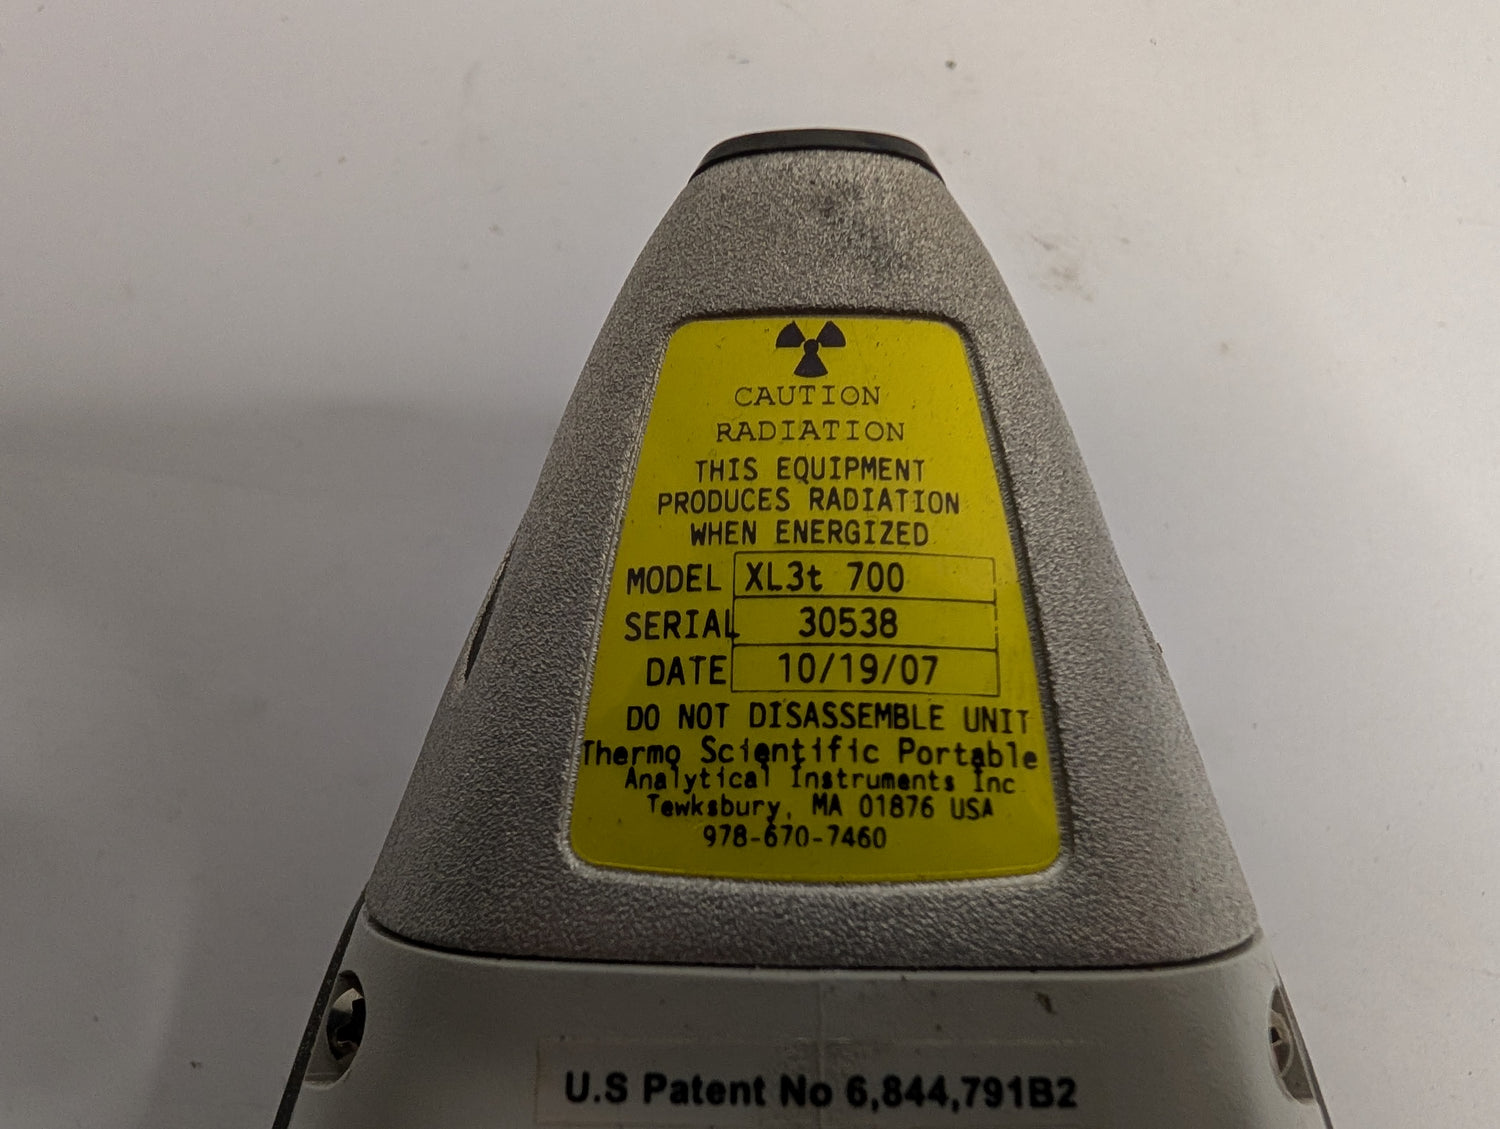 CAUTION
RADIATION
THIS EQUIPMENT
PRODUCES RADIATION
WHEN ENERGIZED
MODEL XL3t 700
SERIAL 30538
DATE 10/19/07
DO NOT DISASSEMBLE UNIT
Thermo Scientific Portable
Analytical Instruments Inc
Tewksbury, MA 01876 USA
978-670-7460
U.S Patent No 6,844,791B2